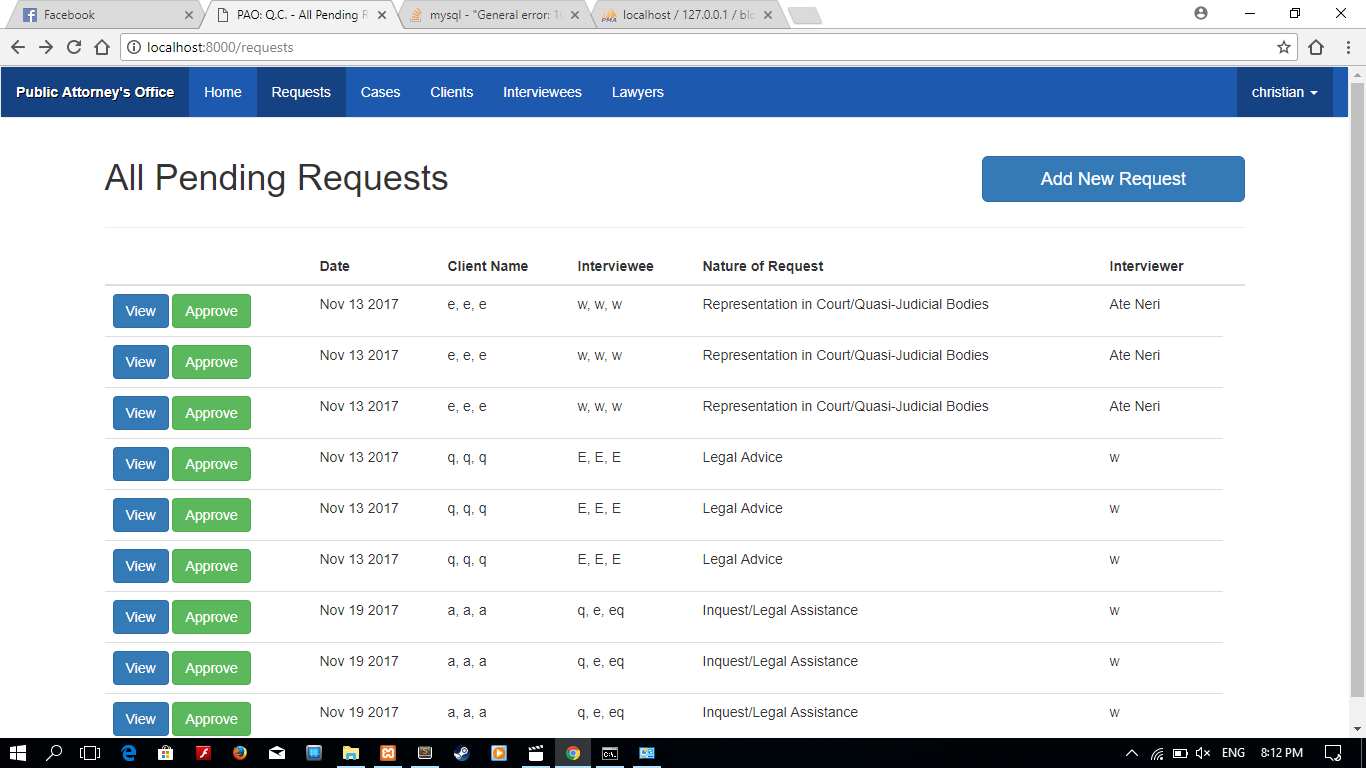 Facebook
PAO: Q.C. - All Pending R
mysql - "General error: 1
localhost / 127.0.0.1 / blo
localhost:8000/requests
Public Attorney's Office Home Requests Cases Clients Interviewees Lawyers christian
All Pending Requests
Add New Request
Date Client Name Interviewee Nature of Request Interviewer
View Approve Nov 13 2017 e, e, e w, w, w Representation in Court/Quasi-Judicial Bodies Ate Neri
View Approve Nov 13 2017 e, e, e w, w, w Representation in Court/Quasi-Judicial Bodies Ate Neri
View Approve Nov 13 2017 e, e, e w, w, w Representation in Court/Quasi-Judicial Bodies Ate Neri
View Approve Nov 13 2017 q, q, q E, E, E Legal Advice w
View Approve Nov 13 2017 q, q, q E, E, E Legal Advice w
View Approve Nov 13 2017 q, q, q E, E, E Legal Advice w
View Approve Nov 19 2017 a, a, a q, e, eq Inquest/Legal Assistance w
View Approve Nov 19 2017 a, a, a q, e, eq Inquest/Legal Assistance w
View Approve Nov 19 2017 a, a, a q, e, eq Inquest/Legal Assistance w
ENG 8:12 PM